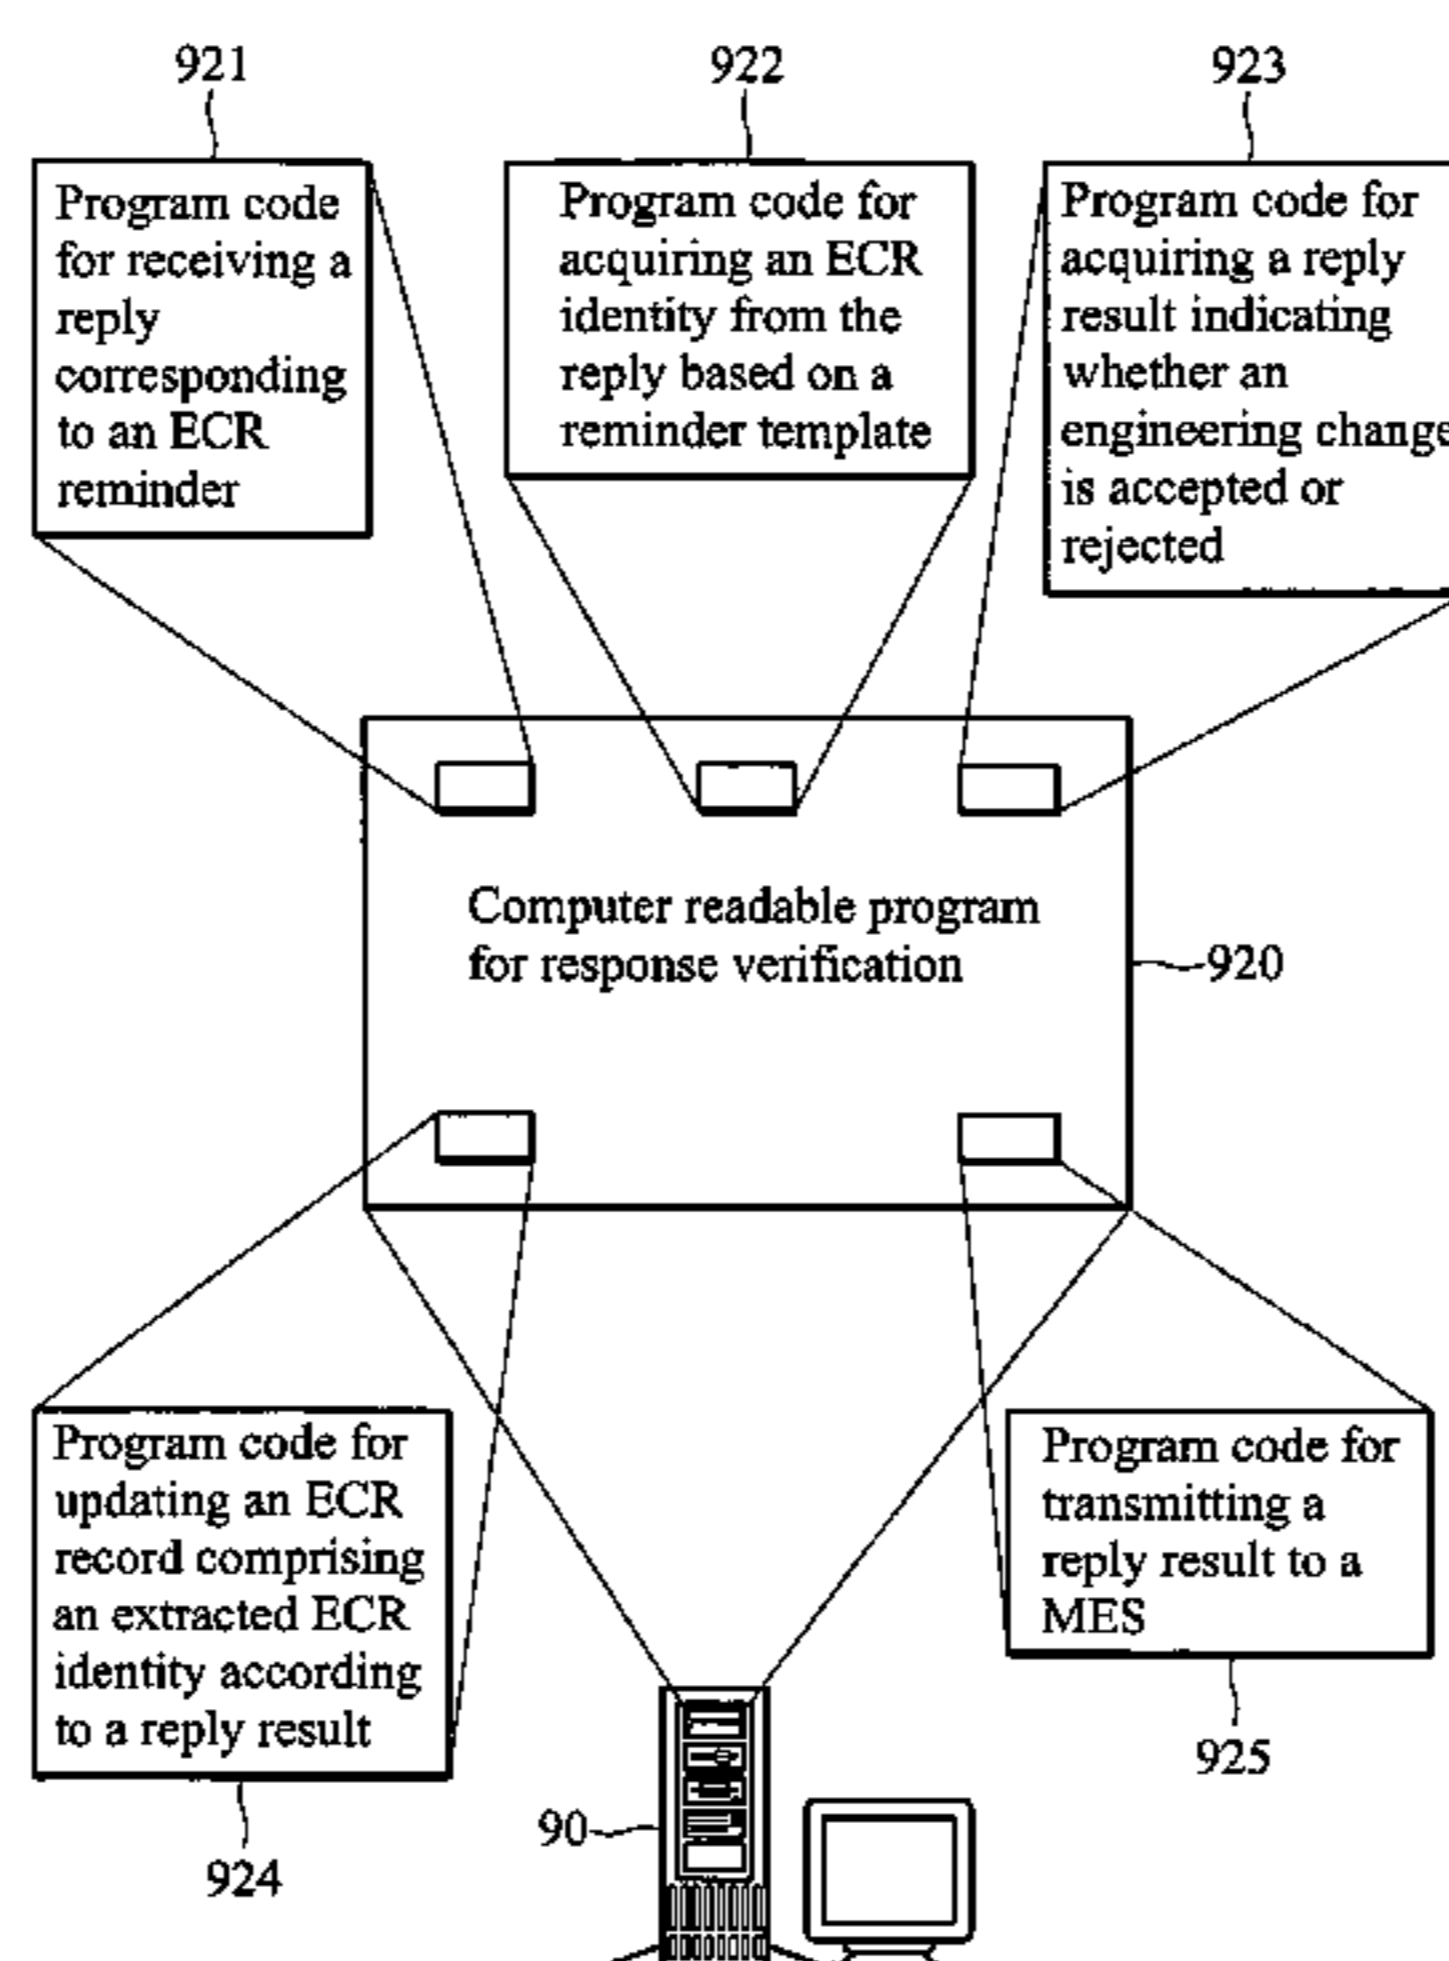 921
922
923
Program code
for receiving a
reply
corresponding
to an ECR
reminder
Program code for
acquiring an ECR
identity from the
reply based on a
reminder template
Program code for
acquiring a reply
result indicating
whether an
engineering change
is accepted or
rejected
Computer readable program
for response verification
920
Program code for
updating an ECR
record comprising
an extracted ECR
identity according
to a reply result
Program code for
transmitting a
reply result to a
MES
925
90
924